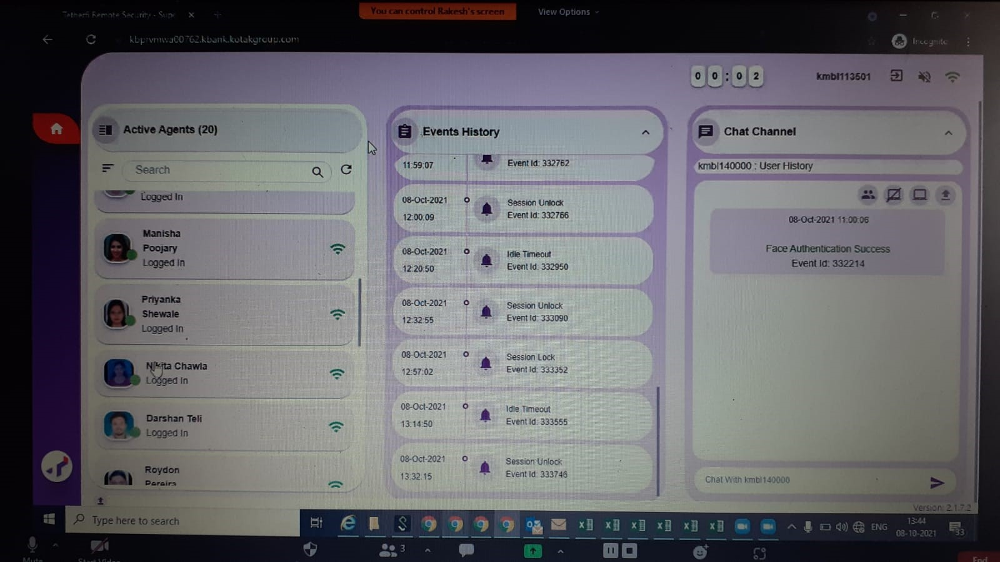 Tetherfi Remote Security - Supe
You can control Rakesh's screen
View Options
kbprvmwa00762.kbank.kotakgroup.com
Incognito
00:02
kmbl113501
Active Agents (20)
Search
Logged In
Manisha
Poojary
Logged In
Priyanka
Shewale
Logged In
Nikita Chawla
Logged In
Darshan Teli
Logged In
Roydon
Pereira
Events History
11:59:07
Event Id: 332762
08-Oct-2021
12:00:09
Session Unlock
Event Id: 332766
08-Oct-2021
12:20:50
Idle Timeout
Event Id: 332950
08-Oct-2021
12:32:55
Session Unlock
Event Id: 333090
08-Oct-2021
12:57:02
Session Lock
Event Id: 333352
08-Oct-2021
13:14:50
Idle Timeout
Event Id: 333555
08-Oct-2021
13:32:15
Session Unlock
Event Id: 333746
Chat Channel
kmbl140000 : User History
08-Oct-2021 11:00:06
Face Authentication Success
Event Id: 332214
Chat With kmbl140000
Version: 2.1.7.2
Type here to search
ENG
13:44
08-10-2021
33
3
Mute
Start Video
End